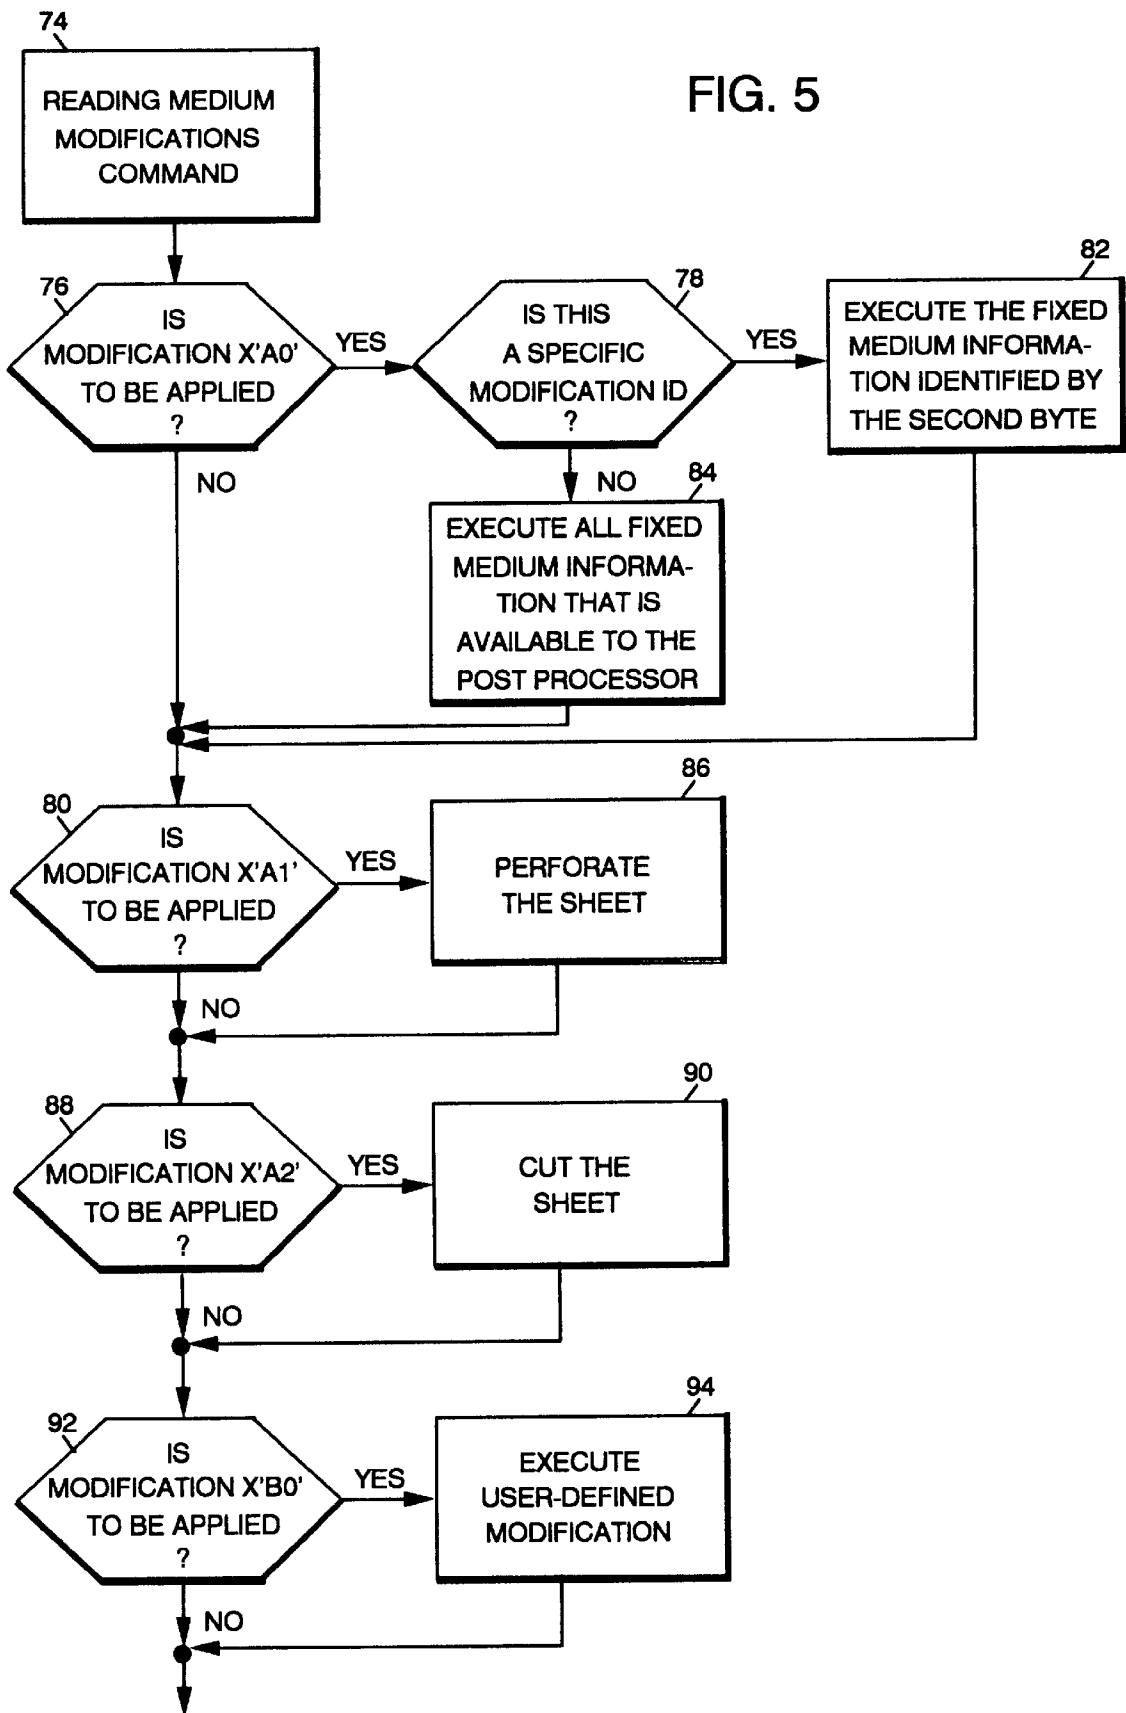 74
READING MEDIUM
MODIFICATIONS
COMMAND
FIG. 5
76
IS
MODIFICATION X'A0'
TO BE APPLIED
?
YES
NO
78
IS THIS
A SPECIFIC
MODIFICATION ID
?
YES
NO
82
EXECUTE THE FIXED
MEDIUM INFORMA-
TION IDENTIFIED BY
THE SECOND BYTE
84
EXECUTE ALL FIXED
MEDIUM INFORMA-
TION THAT IS
AVAILABLE TO THE
POST PROCESSOR
80
IS
MODIFICATION X'A1'
TO BE APPLIED
?
YES
NO
86
PERFORATE
THE SHEET
88
IS
MODIFICATION X'A2'
TO BE APPLIED
?
YES
NO
90
CUT THE
SHEET
92
IS
MODIFICATION X'B0'
TO BE APPLIED
?
YES
NO
94
EXECUTE
USER-DEFINED
MODIFICATION